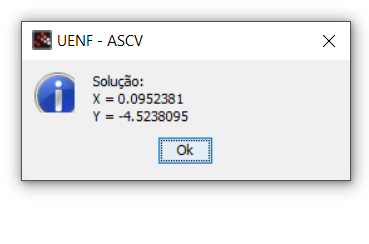 UENF - ASCV
Solução:
X = 0.0952381
Y = -4.5238095
Ok